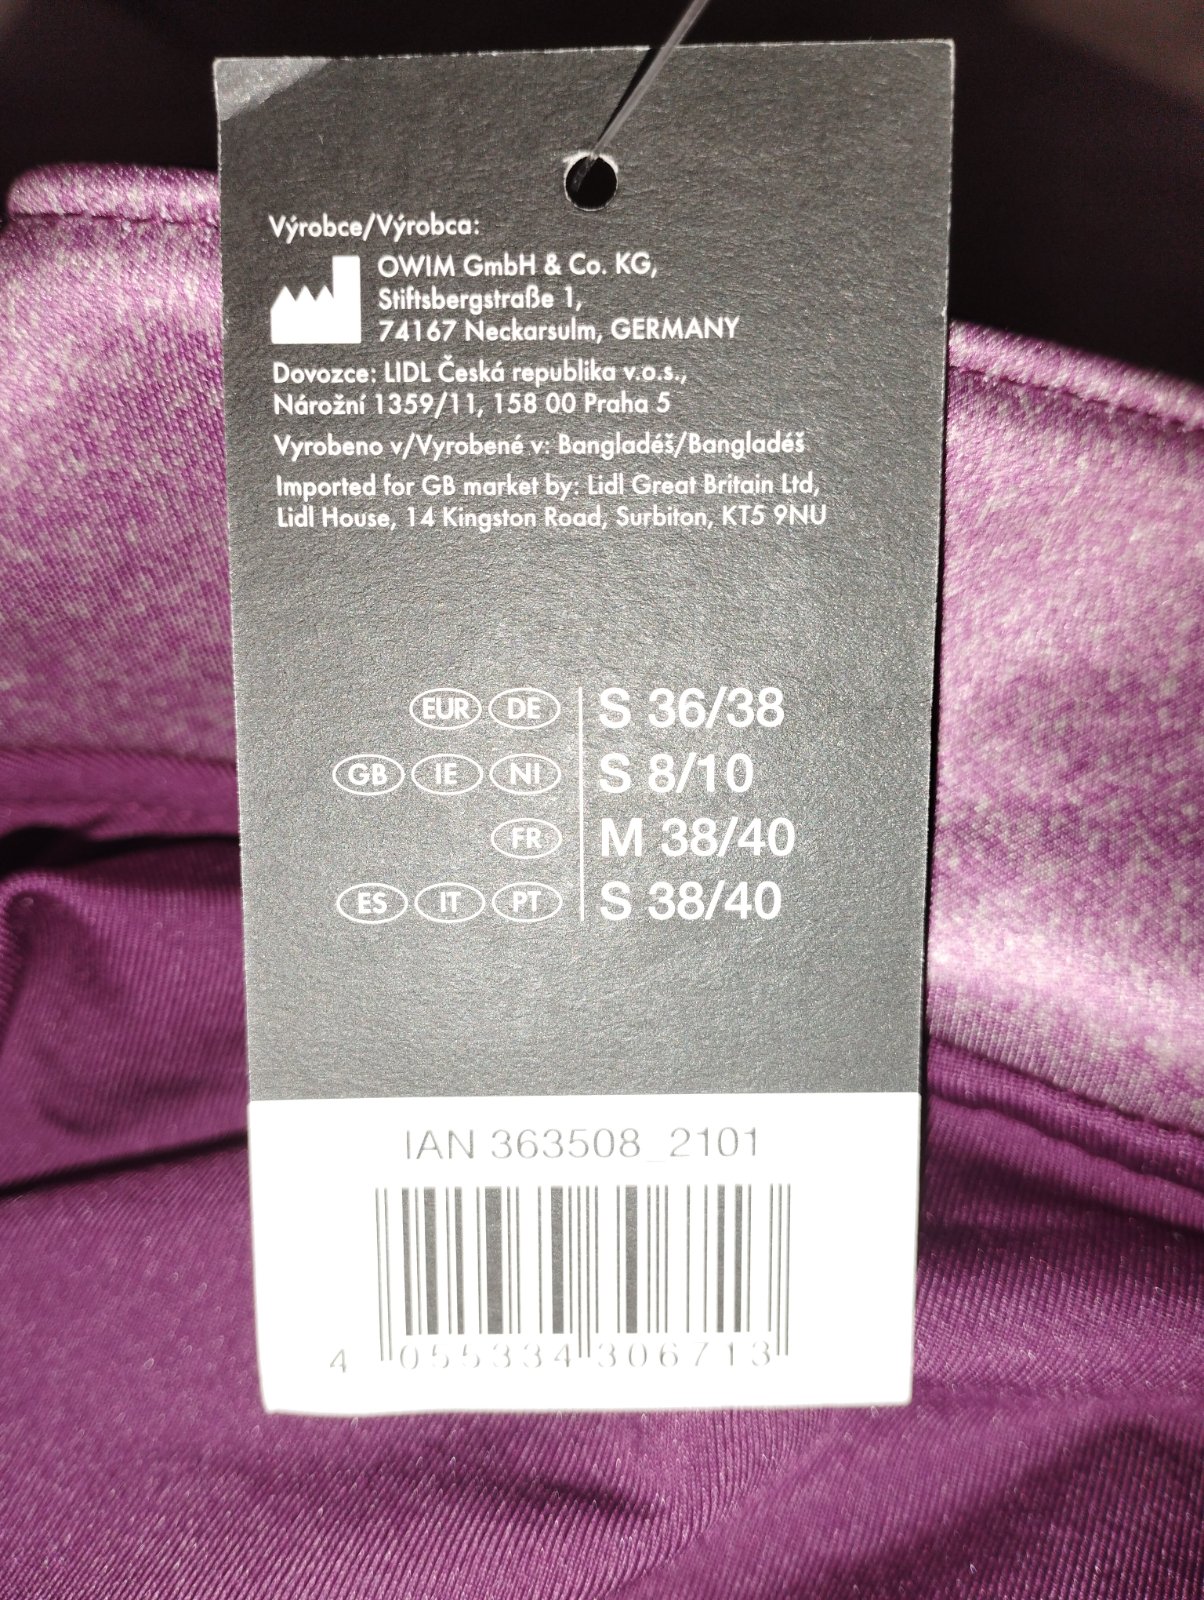 Výrobce/Výrobca:
OWIM GmbH & Co. KG,
Stiftsbergstraße 1,
74167 Neckarsulm, GERMANY
Dovozce: LIDL Česká republika v.o.s.,
Nárožní 1359/11, 158 00 Praha 5
Vyrobeno v/Vyrobené v: Bangladéš/Bangladéš
Imported for GB market by: Lidl Great Britain Ltd,
Lidl House, 14 Kingston Road, Surbiton, KT5 9NU
EUR DE S 36/38
GB IE NI S 8/10
FR M 38/40
ES IT PT S 38/40
IAN 363508_2101
4 055334 306713